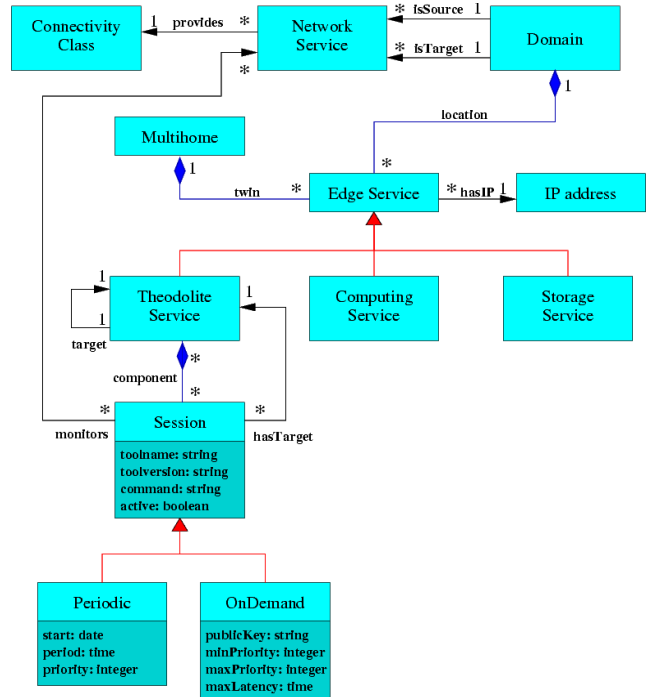 Connectivity
Class
1
provides
*
Network
Service
*
isSource
1
*
isTarget
1
Domain
*
1
location
Multihome
1
twin
*
*
Edge Service
*
hasIP
1
IP address
Theodolite
Service
1
1
target
1
Computing
Service
Storage
Service
*
component
*
monitors
*
Session
*
hasTarget
toolname: string
toolversion: string
command: string
active: boolean
Periodic
start: date
period: time
priority: integer
OnDemand
publicKey: string
minPriority: integer
maxPriority: integer
maxLatency: time